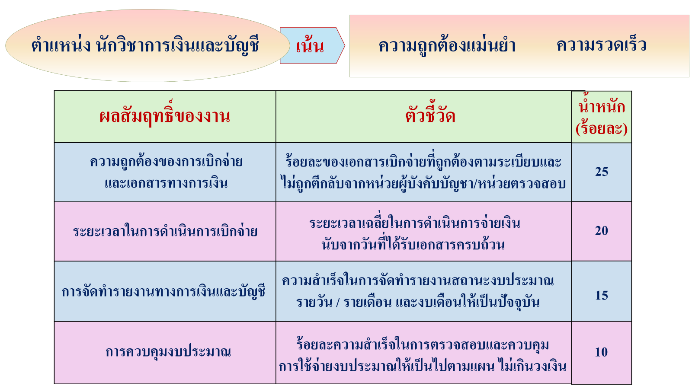 ตำแหน่ง นักวิชาการเงินและบัญชี
เน้น
ความถูกต้องแม่นยำ ความรวดเร็ว
ผลสัมฤทธิ์ของงาน
ตัวชี้วัด
น้ำหนัก
(ร้อยละ)
ความถูกต้องของการเบิกจ่าย
และเอกสารทางการเงิน
ร้อยละของเอกสารเบิกจ่ายที่ถูกต้องตามระเบียบและ
ไม่ถูกตีกลับจากหน่วยผู้บังคับบัญชา/หน่วยตรวจสอบ
25
ระยะเวลาในการดำเนินการเบิกจ่าย
ระยะเวลาเฉลี่ยในการดำเนินการจ่ายเงิน
นับจากวันที่ได้รับเอกสารครบถ้วน
20
การจัดทำรายงานทางการเงินและบัญชี
ความสำเร็จในการจัดทำรายงานสถานะงบประมาณ
รายวัน / รายเดือน และงบเดือนให้เป็นปัจจุบัน
15
การควบคุมงบประมาณ
ร้อยละความสำเร็จในการตรวจสอบและควบคุม
การใช้จ่ายงบประมาณให้เป็นไปตามแผน ไม่เกินวงเงิน
10